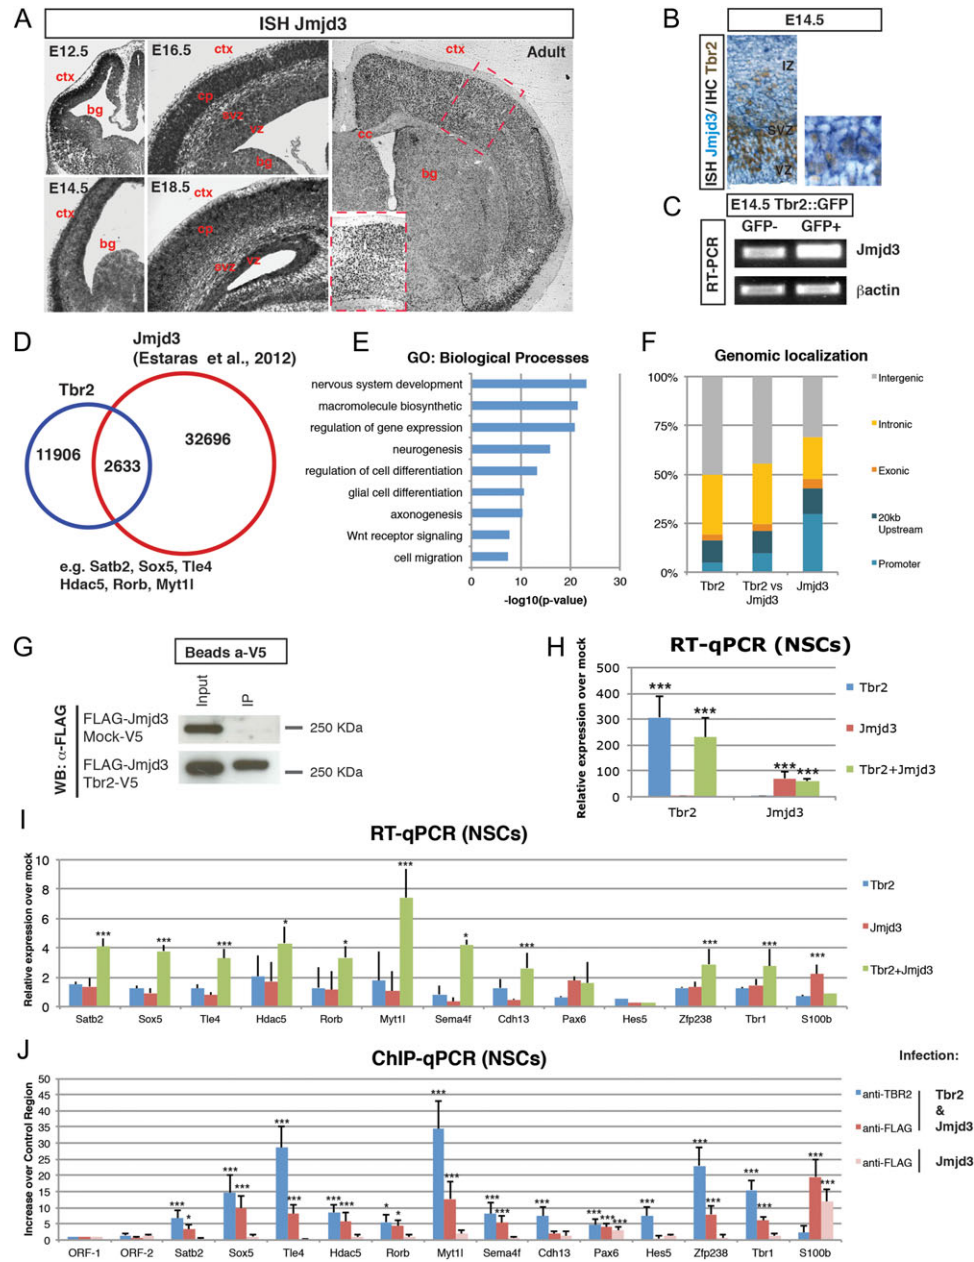 A
ISH Jmjd3
E12.5
ctx
bg
E16.5
ctx
cp
svz
vz
bg
ctx
Adult
cc
bg
E14.5
ctx
bg
E18.5
ctx
cp
svz
vz
B
E14.5
ISH Jmjd3/ IHC Tbr2
IZ
SVZ
VZ
C
E14.5 Tbr2::GFP
GFP-
GFP+
RT-PCR
Jmjd3
βactin
D
Jmjd3
(Estaras et al., 2012)
Tbr2
11906
2633
32696
e.g. Satb2, Sox5, Tle4
Hdac5, Rorb, Myt1l
E
GO: Biological Processes
nervous system development
macromolecule biosynthetic
regulation of gene expression
neurogenesis
regulation of cell differentiation
glial cell differentiation
axonogenesis
Wnt receptor signaling
cell migration
0 10 20 30
-log10(p-value)
F
Genomic localization
100%
75%
50%
25%
0%
Tbr2
Tbr2 vs
Jmjd3
Jmjd3
Intergenic
Intronic
Exonic
20kb
Upstream
Promoter
G
Beads a-V5
Input
IP
WB: α-FLAG
FLAG-Jmjd3
Mock-V5
250 KDa
FLAG-Jmjd3
Tbr2-V5
250 KDa
H
RT-qPCR (NSCs)
Relative expression over mock
500
400
300
200
100
0
***
***
***
***
Tbr2
Jmjd3
Tbr2
Jmjd3
Tbr2+Jmjd3
I
RT-qPCR (NSCs)
Relative expression over mock
10
8
6
4
2
0
*** *** *** * * *** * *** *** *** ***
Satb2 Sox5 Tle4 Hdac5 Rorb Myt1l Sema4f Cdh13 Pax6 Hes5 Zfp238 Tbr1 S100b
Tbr2
Jmjd3
Tbr2+Jmjd3
J
ChIP-qPCR (NSCs)
Increase over Control Region
50
45
40
35
30
25
20
15
10
5
0
*** * *** *** *** *** *** *** * * *** *** *** *** *** *** *** *** *** *** *** *** *** *** ***
ORF-1 ORF-2 Satb2 Sox5 Tle4 Hdac5 Rorb Myt1l Sema4f Cdh13 Pax6 Hes5 Zfp238 Tbr1 S100b
Infection:
anti-TBR2
anti-FLAG
Tbr2
&
Jmjd3
anti-FLAG
Jmjd3